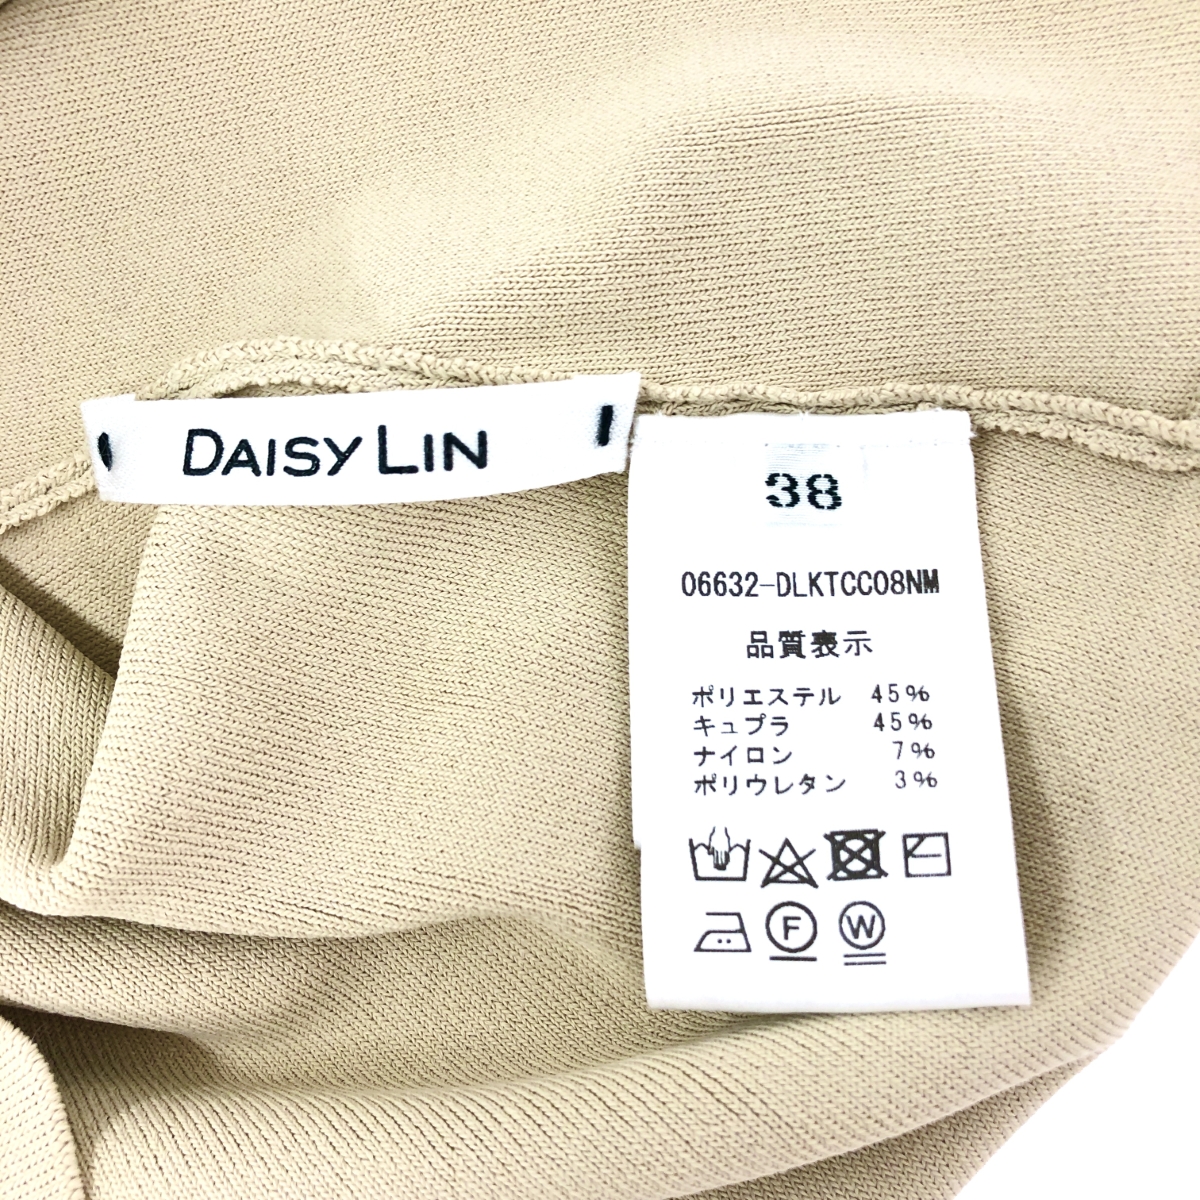 DAISY LIN
38
06632-DLKTCC08NM
品質表示
ポリエステル 45%
キュプラ 45%
ナイロン 7%
ポリウレタン 3%
F W